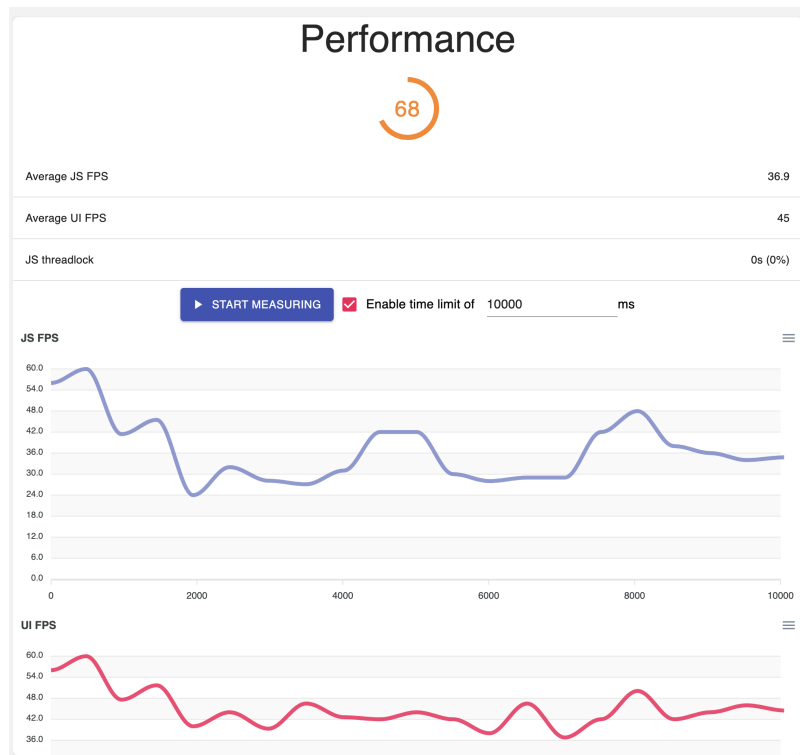 Performance
68
Average JS FPS 36.9
Average UI FPS 45
JS threadlock 0s (0%)
START MEASURING Enable time limit of 10000 ms
JS FPS
60.0
54.0
48.0
42.0
36.0
30.0
24.0
18.0
12.0
6.0
0.0
0 2000 4000 6000 8000 10000
UI FPS
60.0
54.0
48.0
42.0
36.0